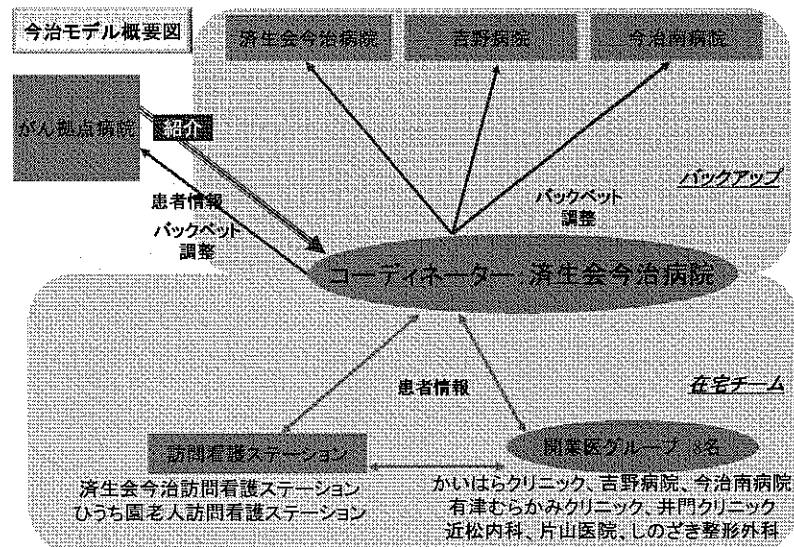 今治モデル概要図
済生会今治病院
吉野病院
今治南病院
がん拠点病院
紹介
バックアップ
患者情報
バックベット
調整
バックベット
調整
コーディネーター 済生会今治病院
患者情報
在宅チーム
訪問看護ステーション
開業医グループ 8名
済生会今治訪問看護ステーション
ひうち園老人訪問看護ステーション
かいはらクリニック、吉野病院、今治南病院
有津むらかみクリニック、井門クリニック
近松内科、片山医院、しのざき整形外科